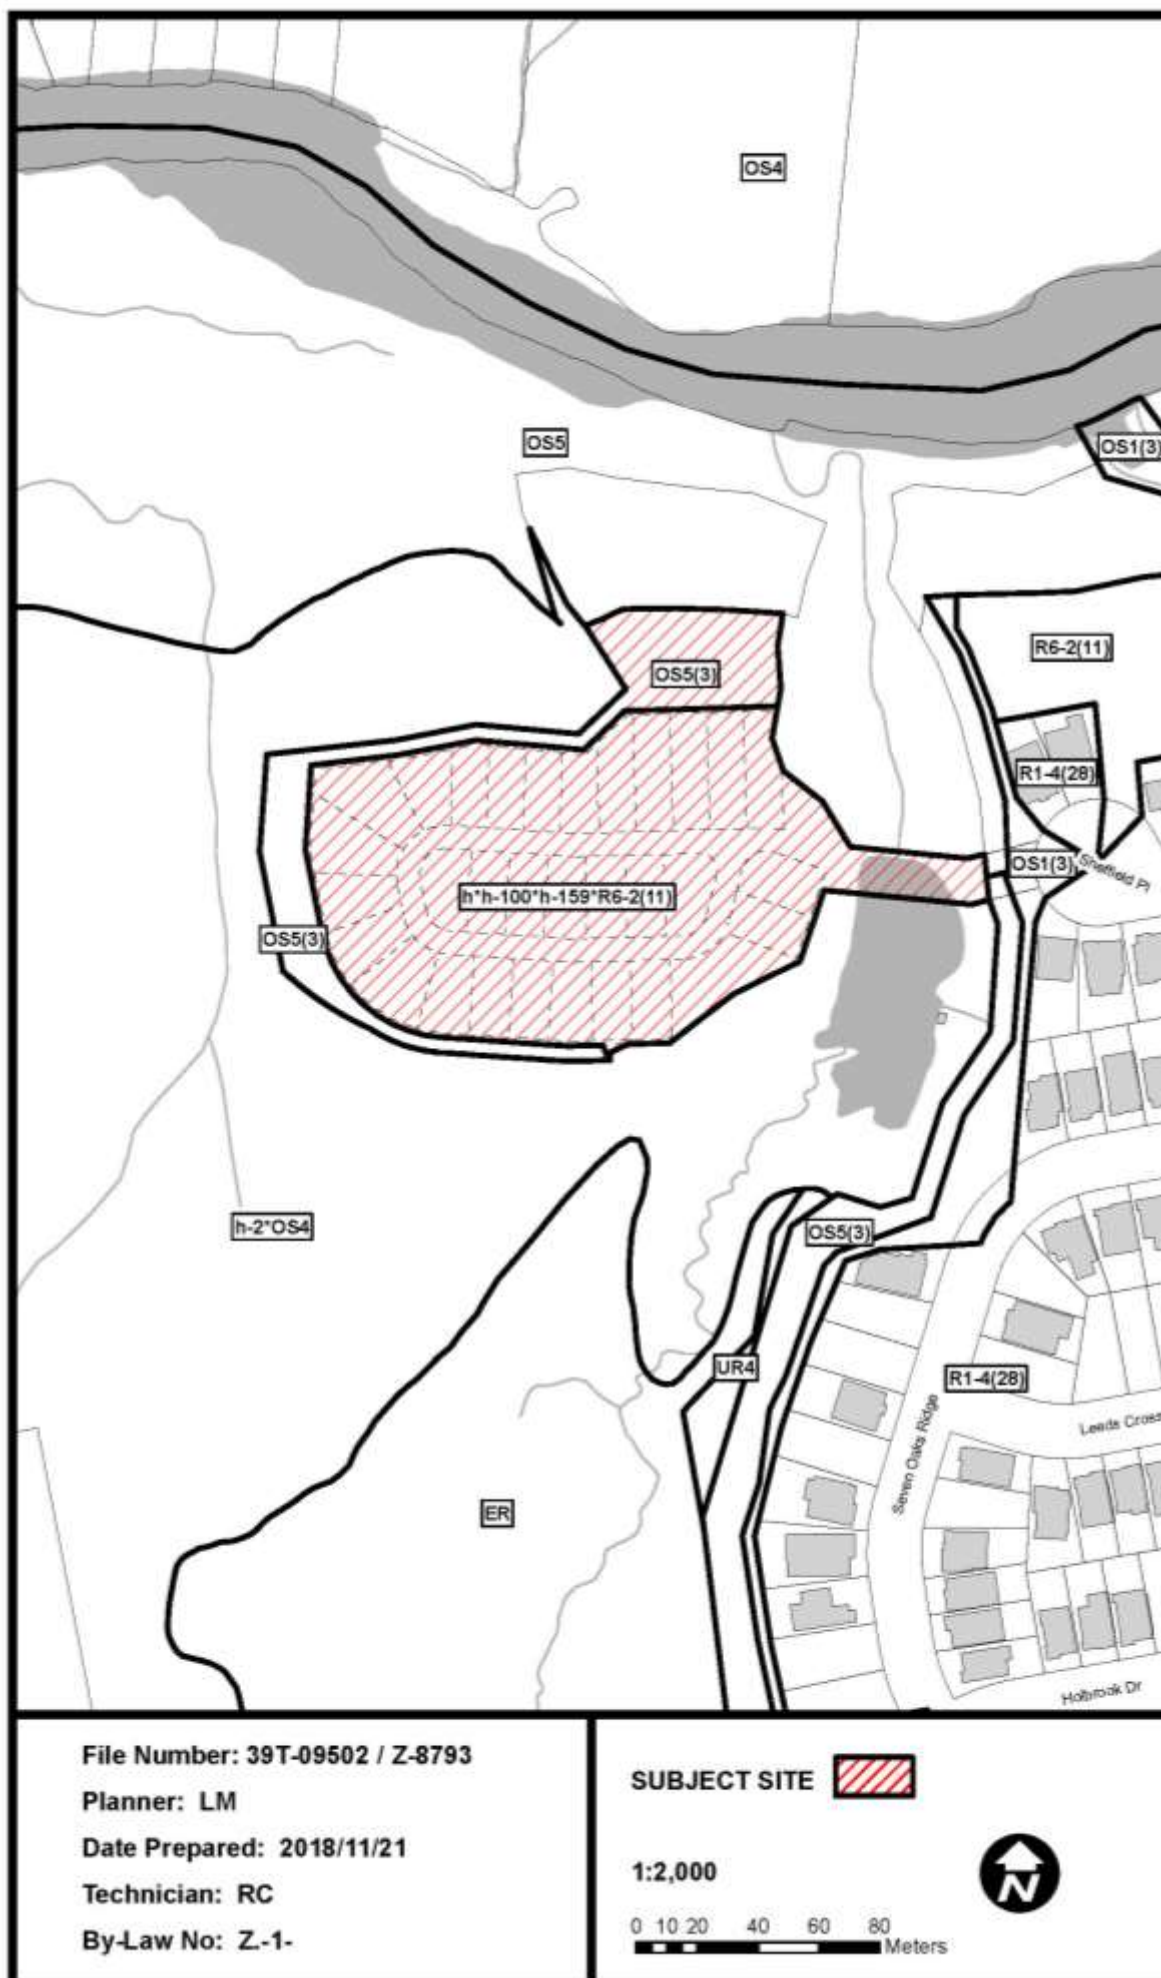 OS4
OS5
OS1(3)
R6-2(11)
OS5(3)
R1-4(28)
OS1(3)
Sheffield Pl
h*h-100*h-159*R6-2(11)
OS5(3)
h-2*OS4
OS5(3)
UR4
R1-4(28)
Seven Oaks Ridge
Leeds Cross
ER
Holbrook Dr
File Number: 39T-09502 / Z-8793
Planner: LM
Date Prepared: 2018/11/21
Technician: RC
By-Law No: Z.-1-
SUBJECT SITE
1:2,000
N
0 10 20 40 60 80
Meters